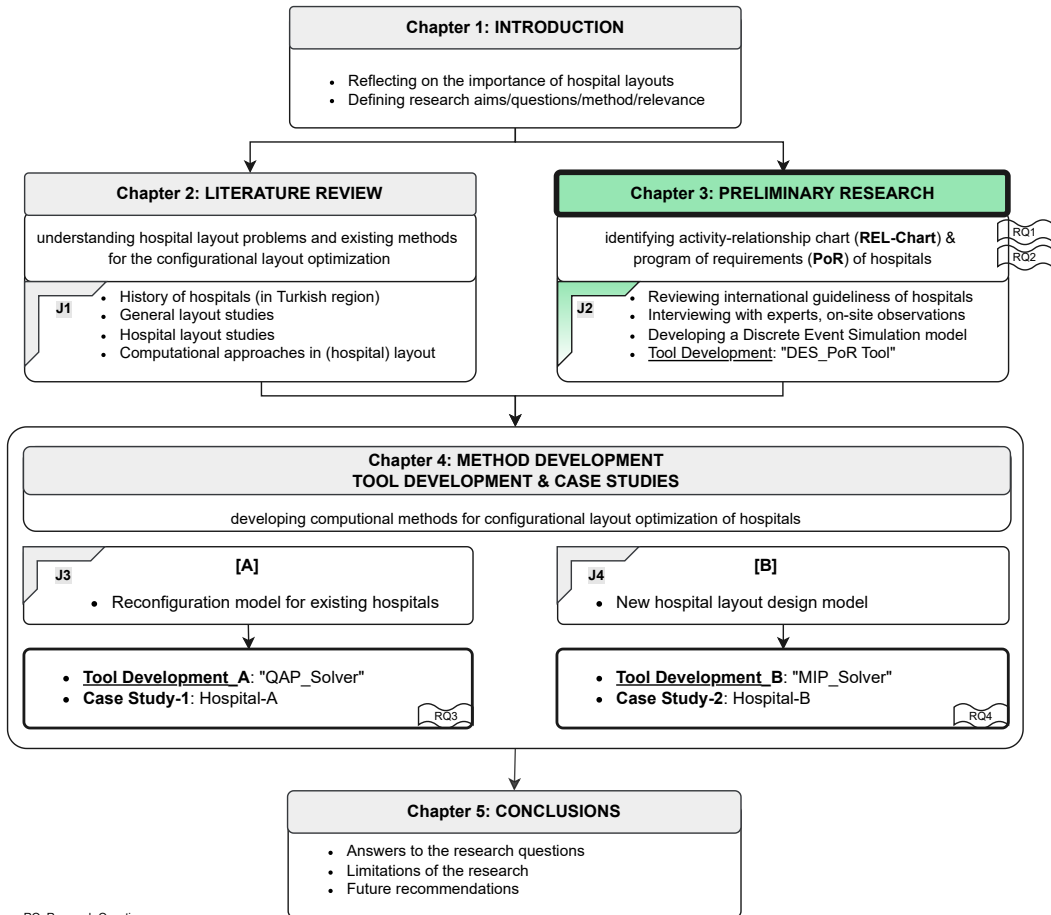 Chapter 1: INTRODUCTION
• Reflecting on the importance of hospital layouts
• Defining research aims/questions/method/relevance
Chapter 2: LITERATURE REVIEW
understanding hospital layout problems and existing methods
for the configurational layout optimization
J1
• History of hospitals (in Turkish region)
• General layout studies
• Hospital layout studies
• Computational approaches in (hospital) layout
Chapter 3: PRELIMINARY RESEARCH
identifying activity-relationship chart (REL-Chart) &
program of requirements (PoR) of hospitals
RQ1
RQ2
J2
• Reviewing international guideliness of hospitals
• Interviewing with experts, on-site observations
• Developing a Discrete Event Simulation model
• Tool Development: "DES_PoR Tool"
Chapter 4: METHOD DEVELOPMENT
TOOL DEVELOPMENT & CASE STUDIES
developing computional methods for configurational layout optimization of hospitals
J3
[A]
• Reconfiguration model for existing hospitals
• Tool Development_A: "QAP_Solver"
• Case Study-1: Hospital-A
RQ3
J4
[B]
• New hospital layout design model
• Tool Development_B: "MIP_Solver"
• Case Study-2: Hospital-B
RQ4
Chapter 5: CONCLUSIONS
• Answers to the research questions
• Limitations of the research
• Future recommendations